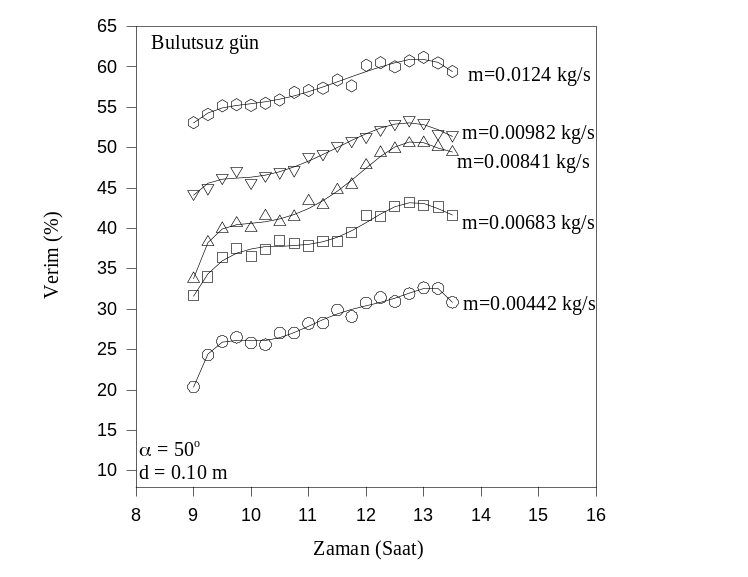 65
60
55
50
45
40
35
30
25
20
15
10
Verim (%)
Bulutsuz gün
m=0.0124 kg/s
m=0.00982 kg/s
m=0.00841 kg/s
m=0.00683 kg/s
m=0.00442 kg/s
α = 50º
d = 0.10 m
8 9 10 11 12 13 14 15 16
Zaman (Saat)